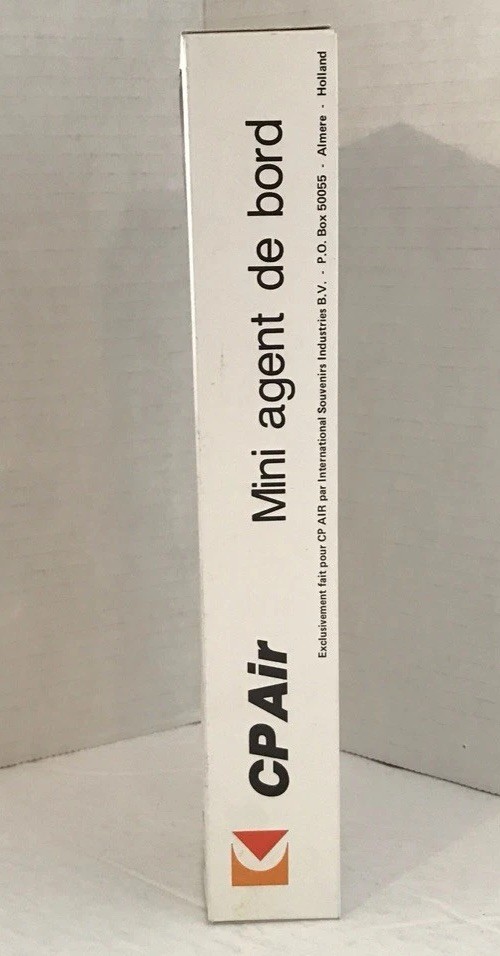 CP Air Mini agent de bord
Exclusivement fait pour CP AIR par International Souvenirs Industries B.V. - P.O. Box 50055 - Almere - Holland